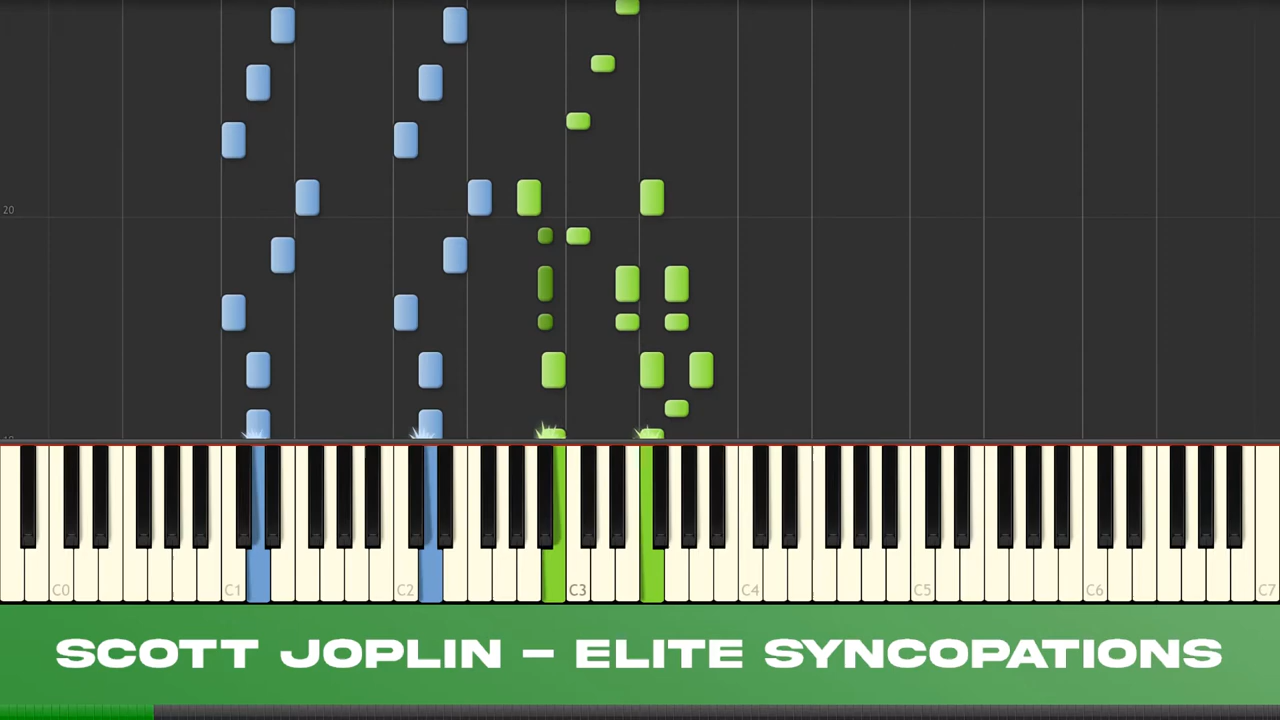 20
C0 C1 C2 C3 C4 C5 C6 C7
SCOTT JOPLIN – ELITE SYNCOPATIONS